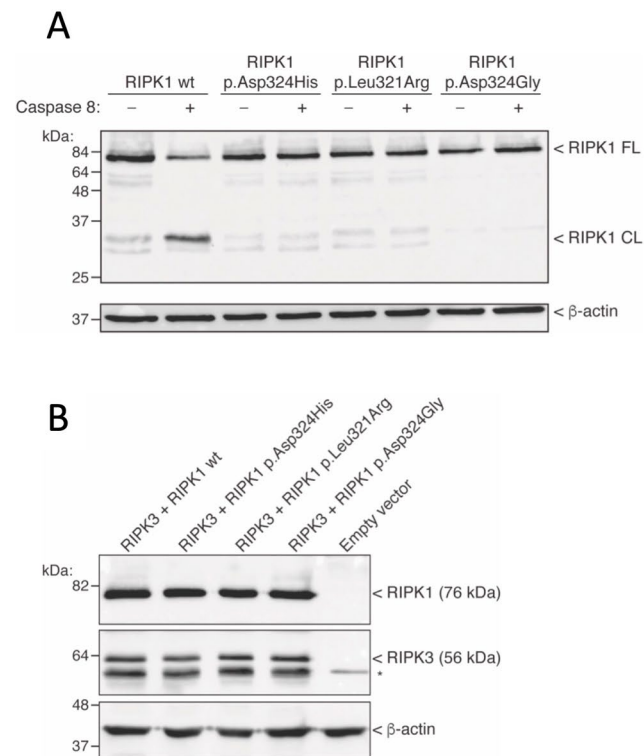 A
RIPK1 wt RIPK1 p.Asp324His RIPK1 p.Leu321Arg RIPK1 p.Asp324Gly
Caspase 8: – + – + – + – +
kDa:
84
64
48
37
25
< RIPK1 FL
< RIPK1 CL
37
< β-actin
B
RIPK3 + RIPK1 wt
RIPK3 + RIPK1 p.Asp324His
RIPK3 + RIPK1 p.Leu321Arg
RIPK3 + RIPK1 p.Asp324Gly
Empty vector
kDa:
82
< RIPK1 (76 kDa)
64
< RIPK3 (56 kDa)
*
48
< β-actin
37